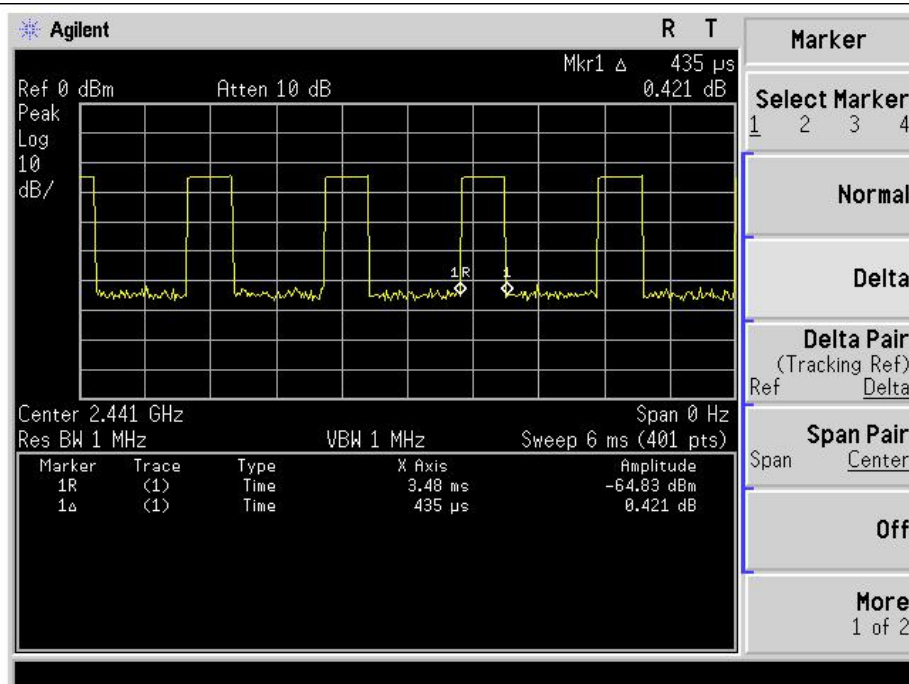 Agilent
R T
Mkr1 Δ 435 µs
Ref 0 dBm Atten 10 dB 0.421 dB
Peak
Log
10
dB/
1R 1
Center 2.441 GHz Span 0 Hz
Res BW 1 MHz VBW 1 MHz Sweep 6 ms (401 pts)
Marker Trace Type X Axis Amplitude
1R (1) Time 3.48 ms -64.83 dBm
1Δ (1) Time 435 µs 0.421 dB
Marker
Select Marker
1 2 3 4
Normal
Delta
Delta Pair
(Tracking Ref)
Ref Delta
Span Pair
Span Center
Off
More
1 of 2